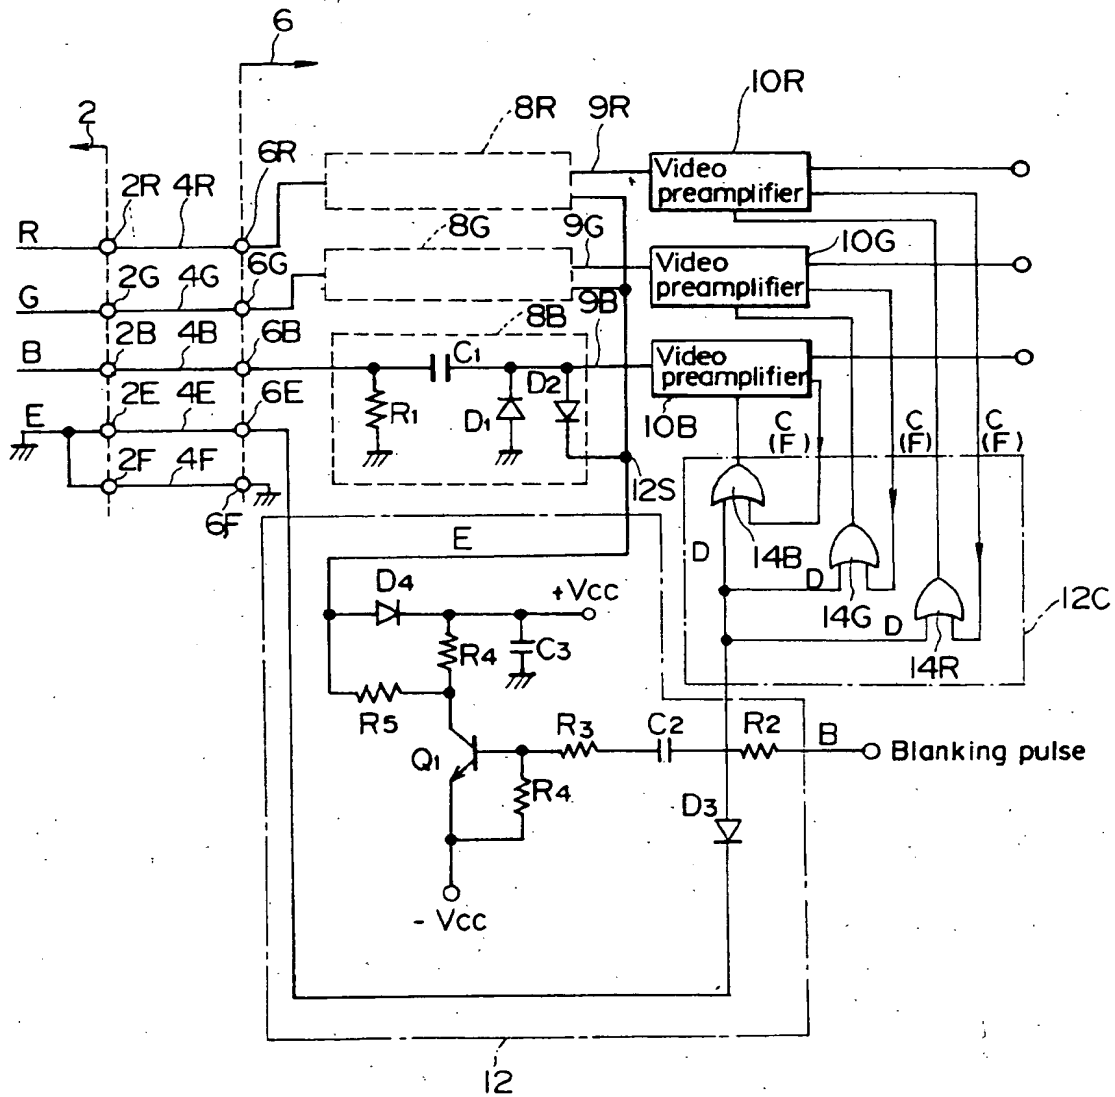 6
2
2R
4R
6R
8R
9R
10R
Video
preamplifier
R
8G
9G
10G
Video
preamplifier
2G
4G
6G
G
9B
8B
2B
4B
6B
B
C1
D2
Video
preamplifier
R1
D1
10B
2E
4E
6E
E
C
(F)
C
(F)
C
(F)
2F
4F
6F
12S
E
D
14B
D
14G
D
14R
12C
D4
+Vcc
R4
C3
R5
Q1
R3
C2
R2
B
Blanking pulse
R4
D3
- Vcc
12